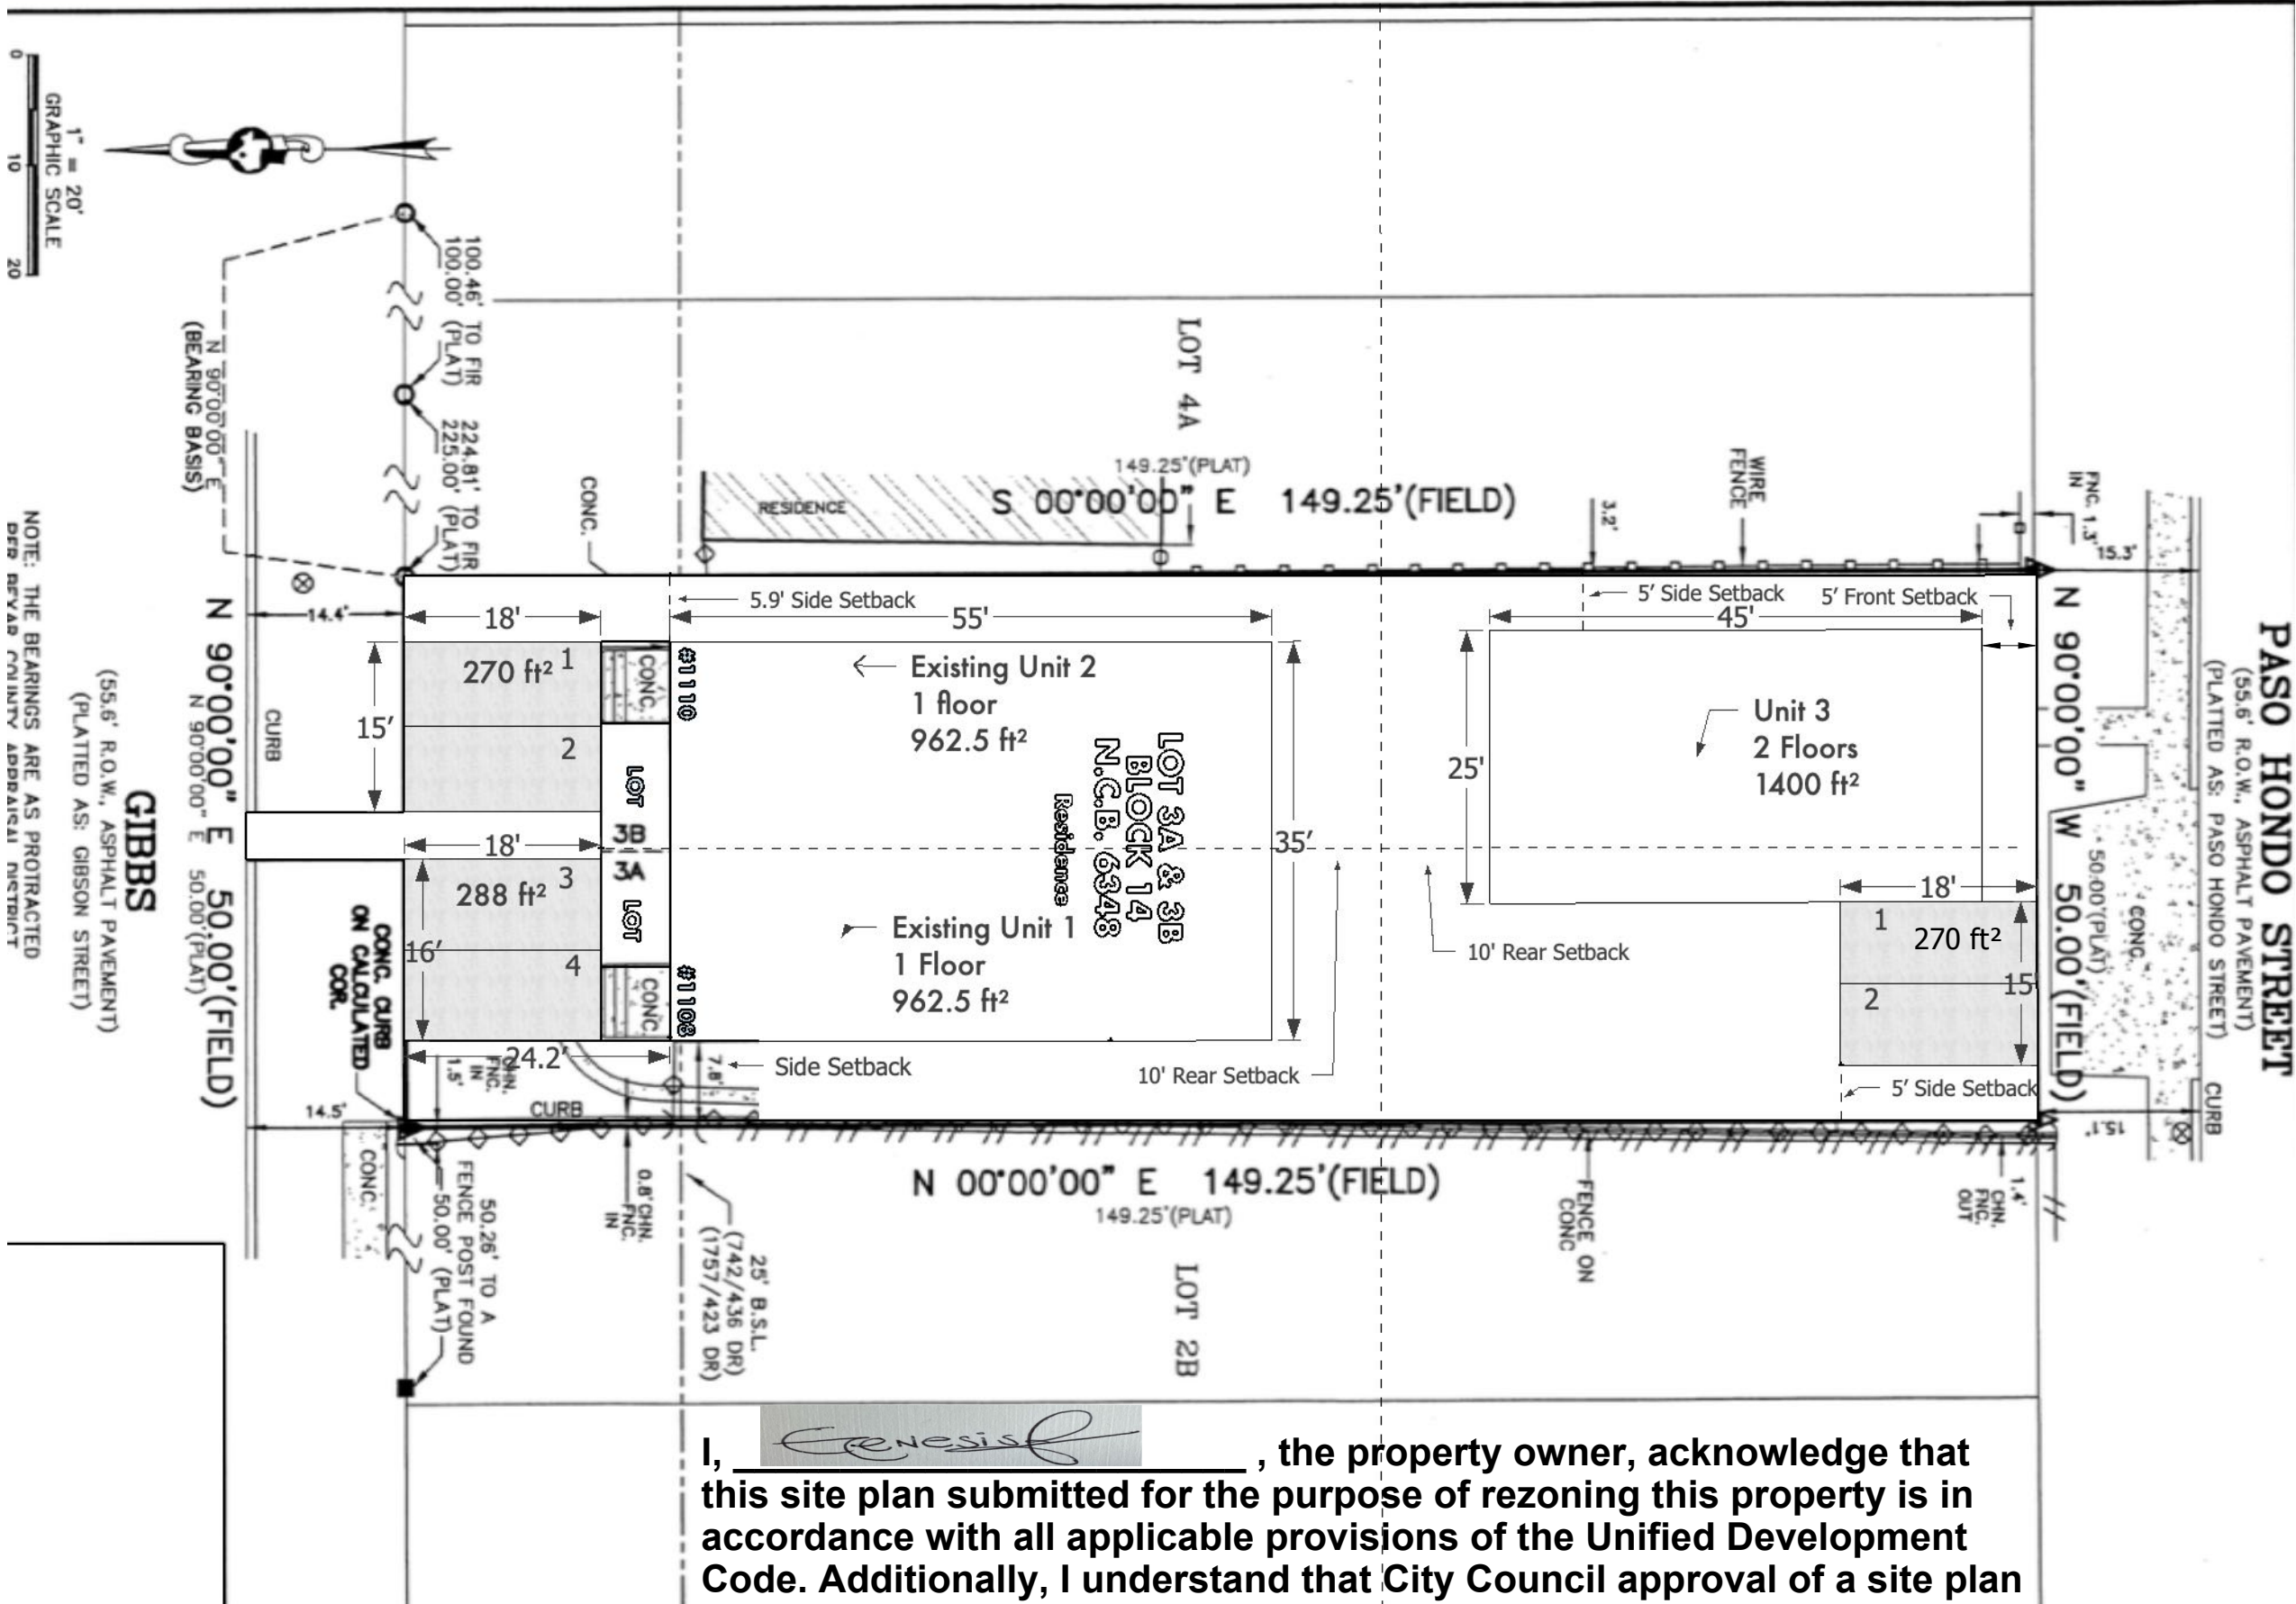 0 10 20
GRAPHIC SCALE
1" = 20'
100.46' TO FIR
100.00' (PLAT)
224.81' TO FIR
225.00' (PLAT)
N 90°00'00" E
(BEARING BASIS)
NOTE: THE BEARINGS ARE AS PROTRACTED
PER BEXAR COUNTY APPRAISAL DISTRICT
GIBBS
(55.6' R.O.W., ASPHALT PAVEMENT)
(PLATTED AS: GIBSON STREET)
N 90°00'00" E 50.00'(FIELD)
N 90°00'00" E 50.00'(PLAT)
CURB
14.4'
14.5'
CONC. CURB
ON CALCULATED
COR.
CONC.
CONC.
LOT 4A
RESIDENCE
149.25'(PLAT)
S 00°00'00" E 149.25'(FIELD)
WIRE
FENCE
3.2'
FNC. 1.3'
IN
15.3'
PASO HONDO STREET
(55.6' R.O.W., ASPHALT PAVEMENT)
(PLATTED AS: PASO HONDO STREET)
CURB
N 90°00'00" W 50.00'(FIELD)
50.00'(PLAT)
CONC.
15.1'
5.9' Side Setback
18'
55'
5' Side Setback
5' Front Setback
45'
270 ft² 1
2
15'
CONC.
#1110
Existing Unit 2
1 floor
962.5 ft²
LOT
3B
3A
LOT
18'
288 ft² 3
4
16'
CONC.
#1108
Existing Unit 1
1 Floor
962.5 ft²
LOT 3A & 3B
BLOCK 14
N.C.B. 6348
Residence
35'
25'
Unit 3
2 Floors
1400 ft²
18'
1
270 ft²
2
15'
10' Rear Setback
10' Rear Setback
5' Side Setback
24.2'
7.8'
Side Setback
1.5'
CHN.
FNC.
IN
CURB
0.8'CHN.
FNC.
IN
N 00°00'00" E 149.25'(FIELD)
149.25'(PLAT)
FENCE ON
CONC
1.4'
CHN.
FNC.
OUT
50.26' TO A
FENCE POST FOUND
50.00' (PLAT)
25' B.S.L.
(742/436 DR)
(1757/423 DR)
LOT 2B
I, Genesis , the property owner, acknowledge that
this site plan submitted for the purpose of rezoning this property is in
accordance with all applicable provisions of the Unified Development
Code. Additionally, I understand that City Council approval of a site plan